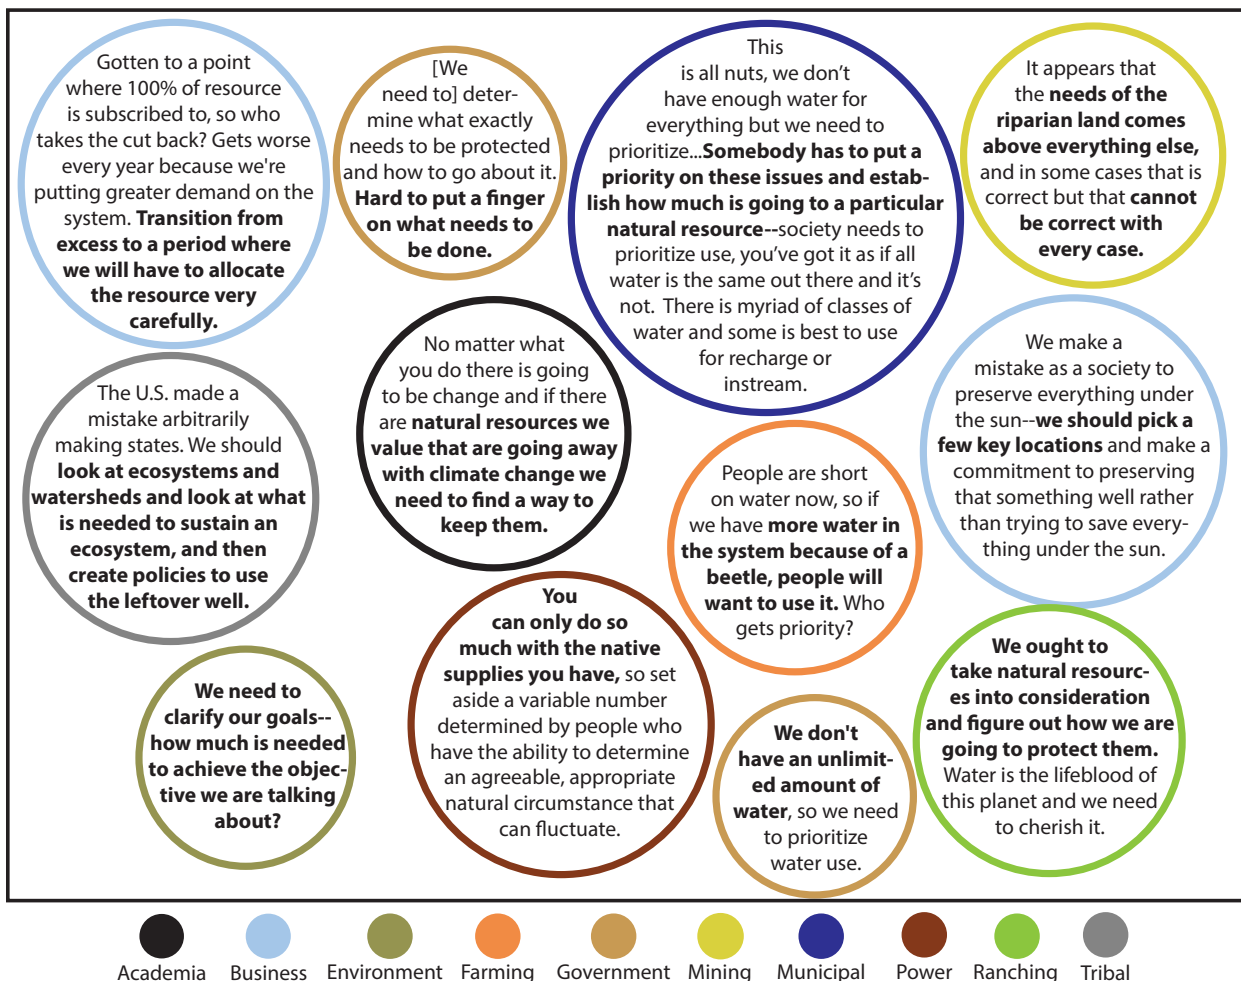 Gotten to a point
where 100% of resource
is subscribed to, so who
takes the cut back? Gets worse
every year because we're
putting greater demand on the
system. Transition from
excess to a period where
we will have to allocate
the resource very
carefully.
[We
need to] deter-
mine what exactly
needs to be protected
and how to go about it.
Hard to put a finger
on what needs to
be done.
This
is all nuts, we don't
have enough water for
everything but we need to
prioritize...Somebody has to put a
priority on these issues and estab-
lish how much is going to a particular
natural resource--society needs to
prioritize use, you've got it as if all
water is the same out there and it's
not. There is myriad of classes of
water and some is best to use
for recharge or
instream.
It appears that
the needs of the
riparian land comes
above everything else,
and in some cases that is
correct but that cannot
be correct with
every case.
The U.S. made a
mistake arbitrarily
making states. We should
look at ecosystems and
watersheds and look at what
is needed to sustain an
ecosystem, and then
create policies to use
the leftover well.
No matter what
you do there is going
to be change and if there
are natural resources we
value that are going away
with climate change we
need to find a way to
keep them.
People are short
on water now, so if
we have more water in
the system because of a
beetle, people will
want to use it. Who
gets priority?
We make a
mistake as a society to
preserve everything under
the sun--we should pick a
few key locations and make a
commitment to preserving
that something well rather
than trying to save every-
thing under the sun.
We need to
clarify our goals--
how much is needed
to achieve the objec-
tive we are talking
about?
You
can only do so
much with the native
supplies you have, so set
aside a variable number
determined by people who
have the ability to determine
an agreeable, appropriate
natural circumstance that
can fluctuate.
We don't
have an unlimit-
ed amount of
water, so we need
to prioritize
water use.
We ought to
take natural resourc-
es into consideration
and figure out how we are
going to protect them.
Water is the lifeblood of
this planet and we need
to cherish it.
Academia Business Environment Farming Government Mining Municipal Power Ranching Tribal